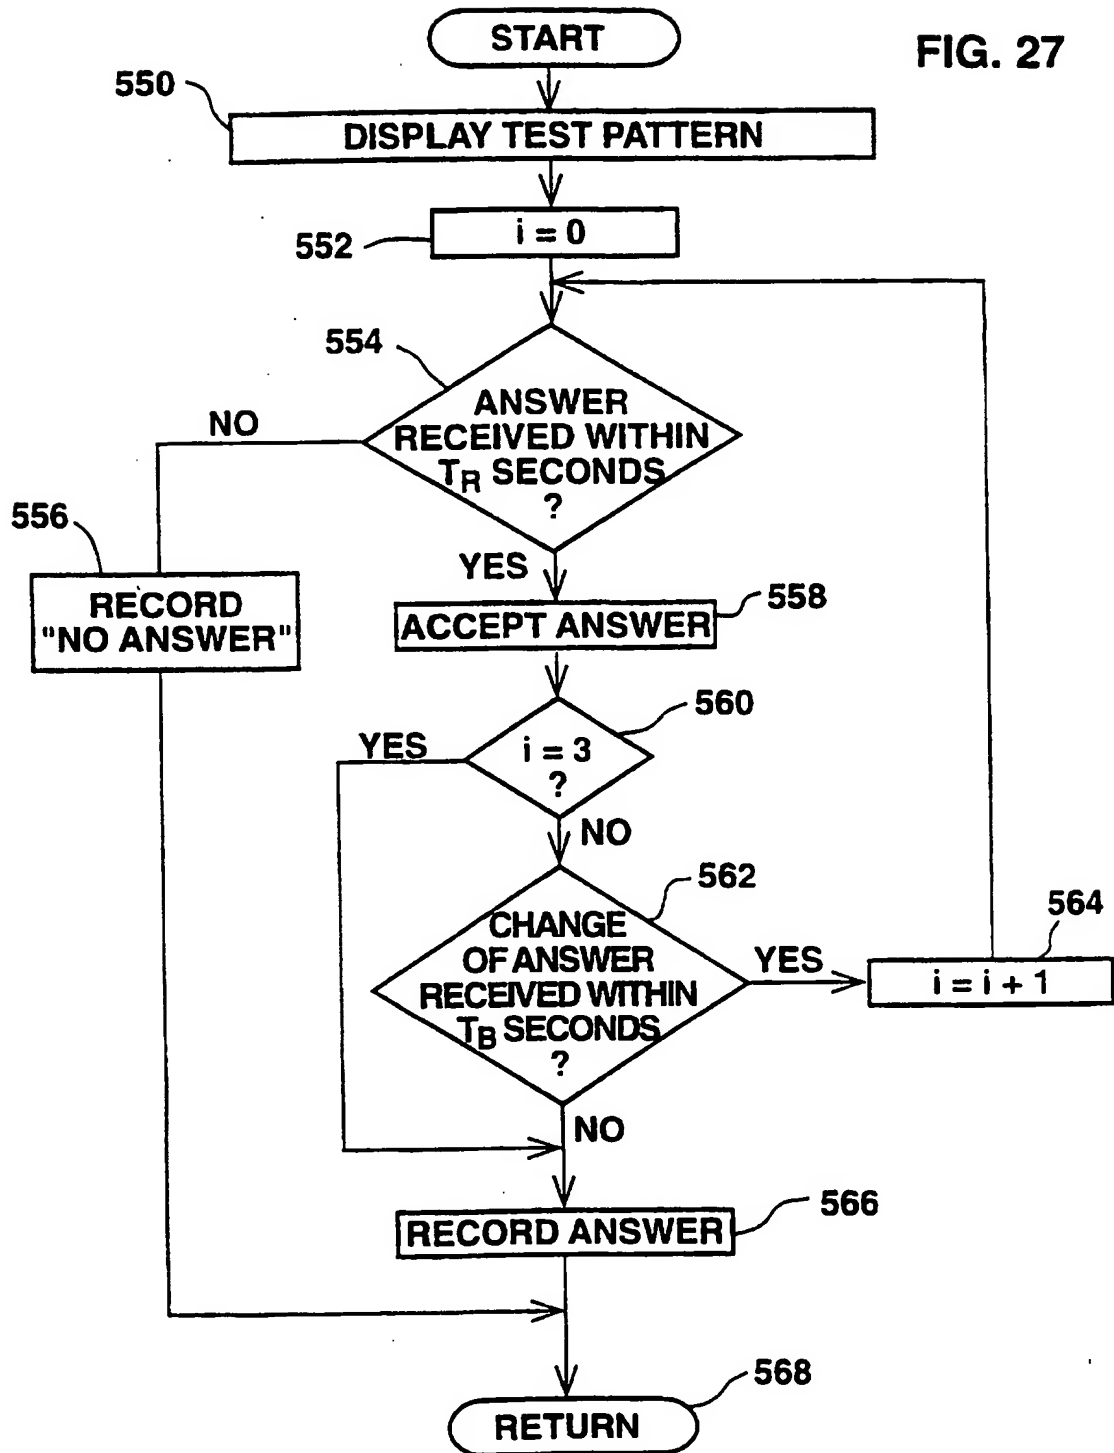 START
FIG. 27
550
DISPLAY TEST PATTERN
552
i = 0
554
ANSWER
RECEIVED WITHIN
TR SECONDS
?
NO
556
RECORD
"NO ANSWER"
YES
558
ACCEPT ANSWER
560
YES
i = 3
?
NO
562
CHANGE
OF ANSWER
RECEIVED WITHIN
TB SECONDS
?
YES
564
i = i + 1
NO
566
RECORD ANSWER
568
RETURN